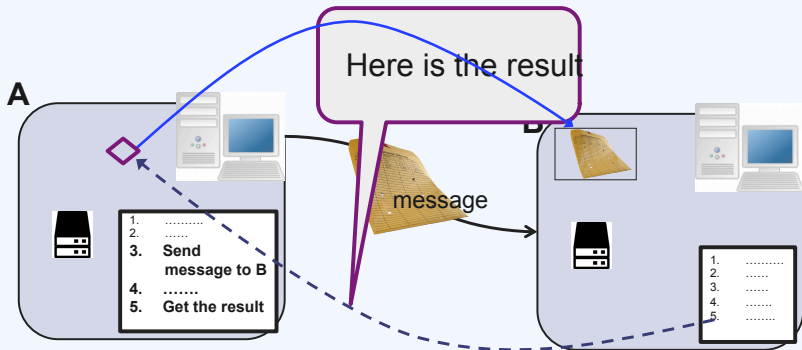 Here is the result
A
B
message
1. ……….
2. ……
3. Send
message to B
4. …….
5. Get the result
1. ……….
2. ……
3. ……
4. …….
5. ……..